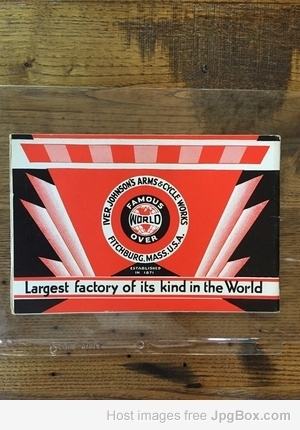 IVER JOHNSON'S ARMS & CYCLE WORKS
FITCHBURG, MASS. U.S.A.
FAMOUS
WORLD
OVER
ESTABLISHED
IN 1871
Largest factory of its kind in the World
Host images free JpgBox.com